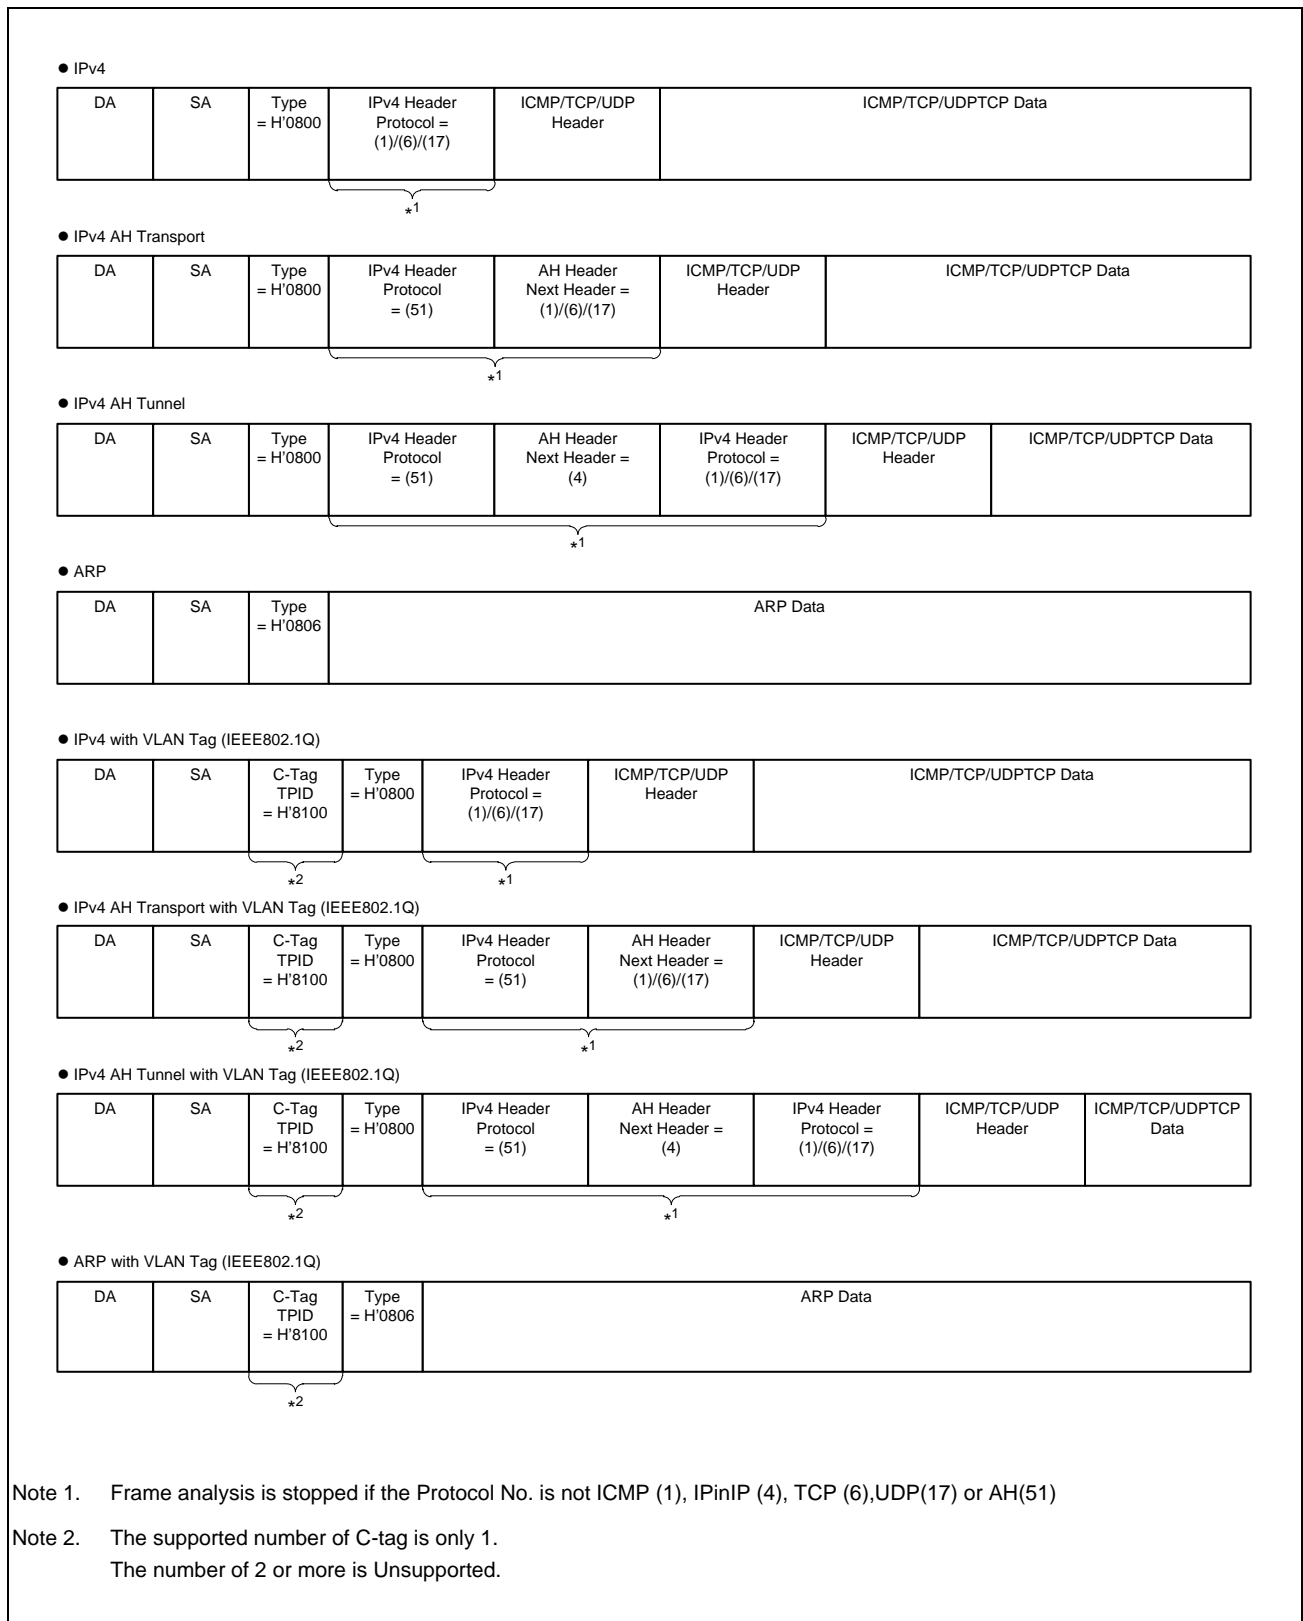 ● IPv4
DA SA Type IPv4 Header ICMP/TCP/UDP ICMP/TCP/UDPTCP Data
= H'0800 Protocol = Header
(1)/(6)/(17)
*1
● IPv4 AH Transport
DA SA Type IPv4 Header AH Header ICMP/TCP/UDP ICMP/TCP/UDPTCP Data
= H'0800 Protocol Next Header = Header
= (51) (1)/(6)/(17)
*1
● IPv4 AH Tunnel
DA SA Type IPv4 Header AH Header IPv4 Header ICMP/TCP/UDP ICMP/TCP/UDPTCP Data
= H'0800 Protocol Next Header = Protocol = Header
= (51) (4) (1)/(6)/(17)
*1
● ARP
DA SA Type ARP Data
= H'0806
● IPv4 with VLAN Tag (IEEE802.1Q)
DA SA C-Tag Type IPv4 Header ICMP/TCP/UDP ICMP/TCP/UDPTCP Data
TPID = H'0800 Protocol = Header
= H'8100 (1)/(6)/(17)
*2 *1
● IPv4 AH Transport with VLAN Tag (IEEE802.1Q)
DA SA C-Tag Type IPv4 Header AH Header ICMP/TCP/UDP ICMP/TCP/UDPTCP Data
TPID = H'0800 Protocol Next Header = Header
= H'8100 = (51) (1)/(6)/(17)
*2 *1
● IPv4 AH Tunnel with VLAN Tag (IEEE802.1Q)
DA SA C-Tag Type IPv4 Header AH Header IPv4 Header ICMP/TCP/UDP ICMP/TCP/UDPTCP
TPID = H'0800 Protocol Next Header = Protocol = Header Data
= H'8100 = (51) (4) (1)/(6)/(17)
*2 *1
● ARP with VLAN Tag (IEEE802.1Q)
DA SA C-Tag Type ARP Data
TPID = H'0806
= H'8100
*2
Note 1. Frame analysis is stopped if the Protocol No. is not ICMP (1), IPinIP (4), TCP (6),UDP(17) or AH(51)
Note 2. The supported number of C-tag is only 1.
The number of 2 or more is Unsupported.